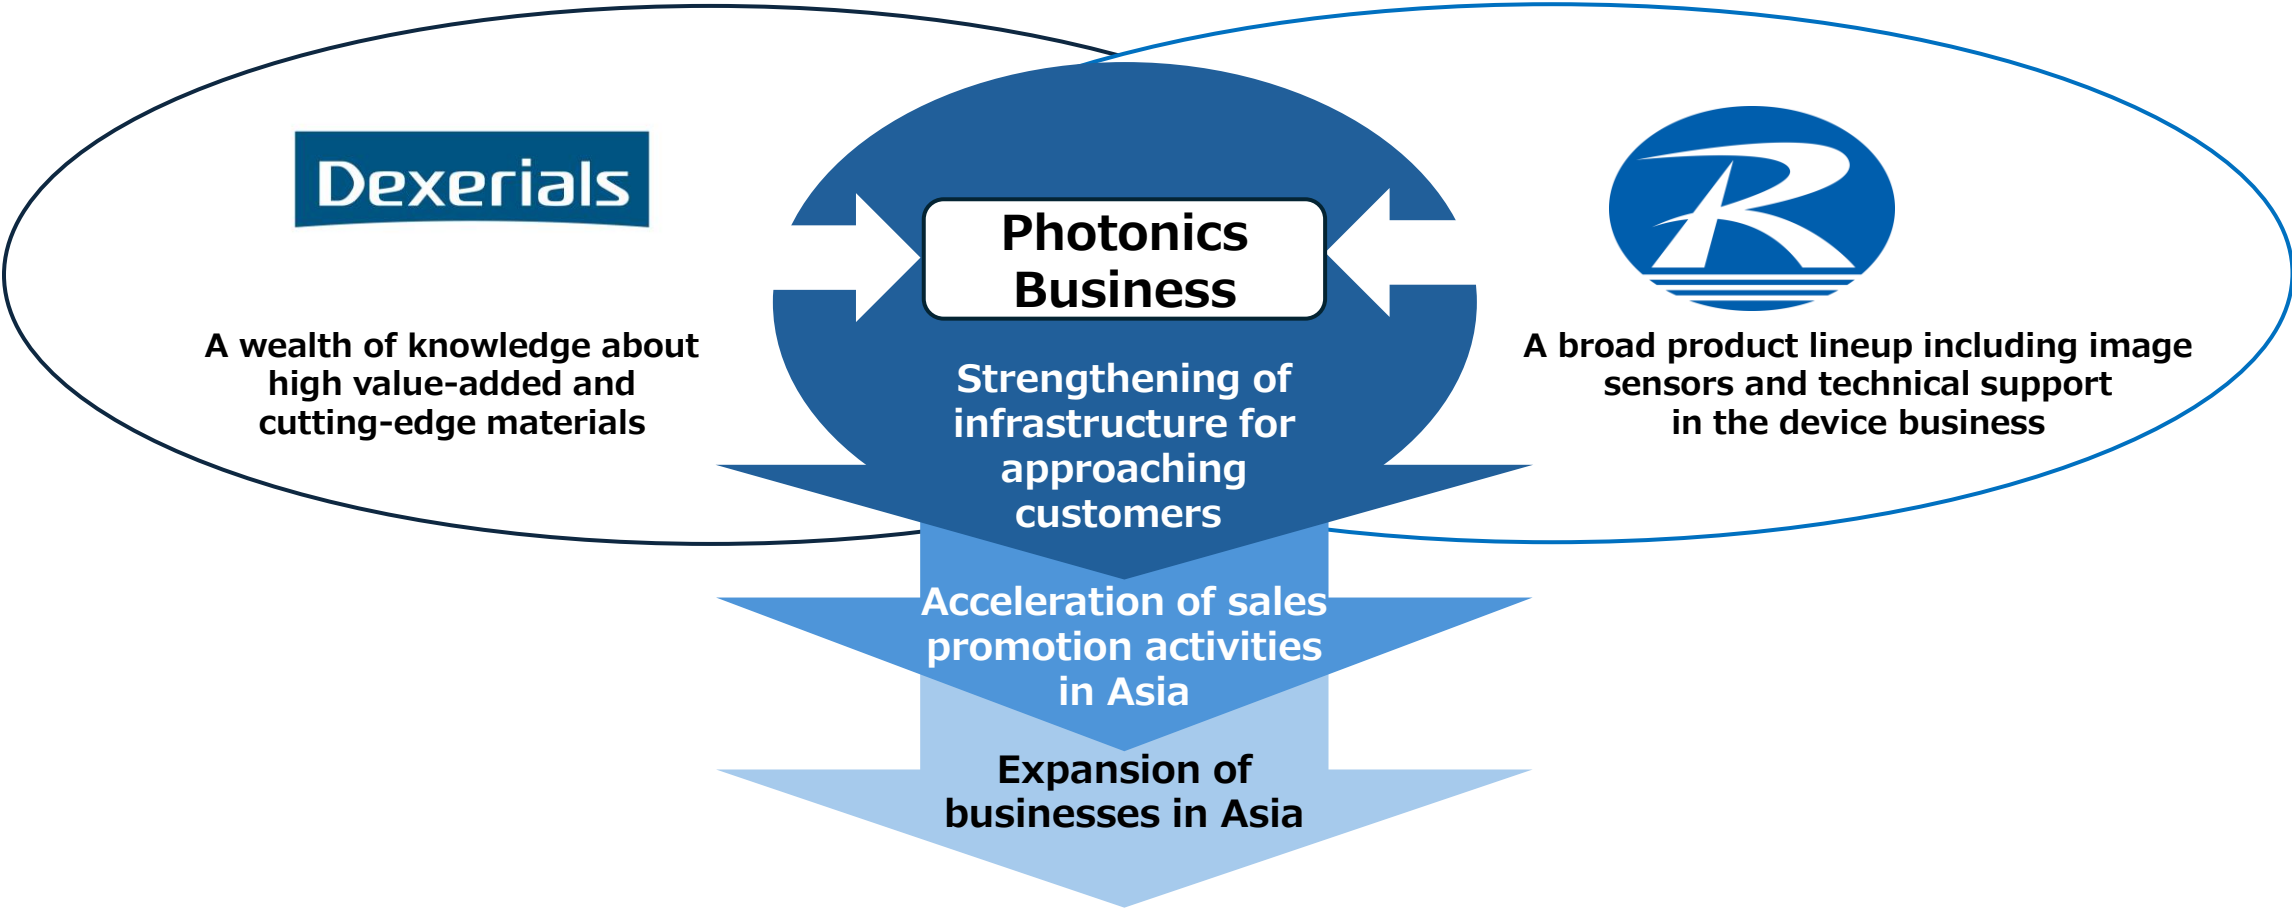 Dexerials
A wealth of knowledge about
high value-added and
cutting-edge materials
Photonics
Business
R
A broad product lineup including image
sensors and technical support
in the device business
Strengthening of
infrastructure for
approaching
customers
Acceleration of sales
promotion activities
in Asia
Expansion of
businesses in Asia